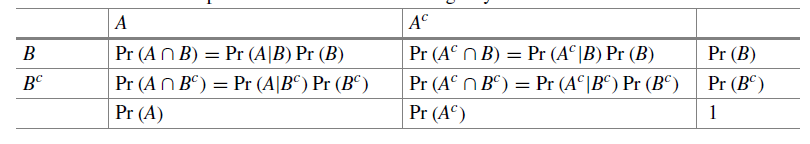 A A^c
B Pr (A ∩ B) = Pr (A|B) Pr (B) Pr (A^c ∩ B) = Pr (A^c|B) Pr (B) Pr (B)
B^c Pr (A ∩ B^c) = Pr (A|B^c) Pr (B^c) Pr (A^c ∩ B^c) = Pr (A^c|B^c) Pr (B^c) Pr (B^c)
Pr (A) Pr (A^c) 1